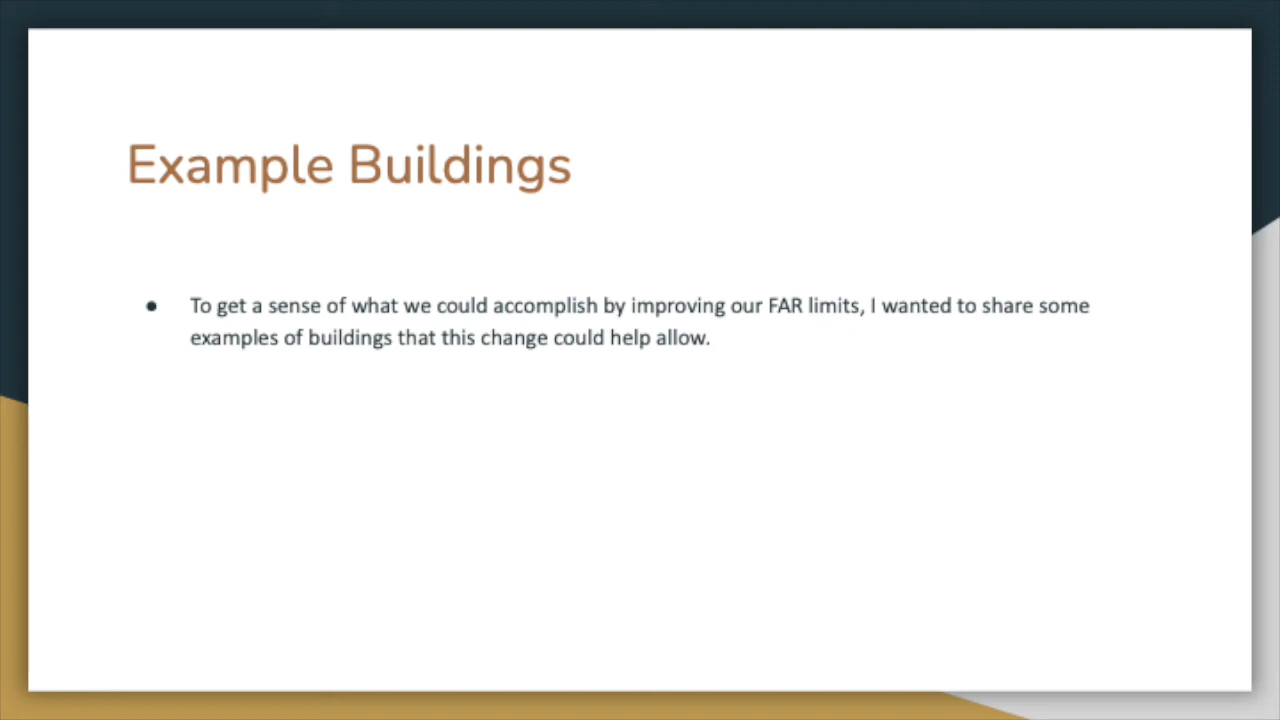 Example Buildings
● To get a sense of what we could accomplish by improving our FAR limits, I wanted to share some
examples of buildings that this change could help allow.